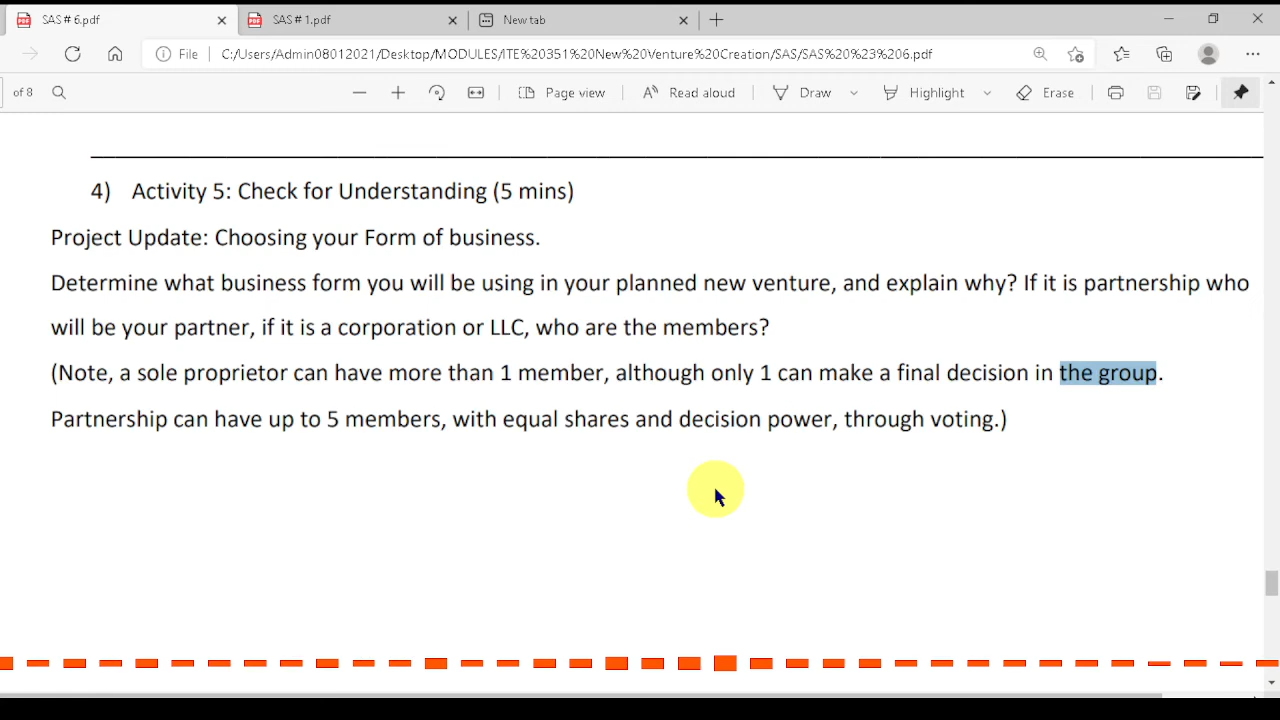 SAS # 6.pdf
SAS # 1.pdf
New tab
File
C:/Users/Admin08012021/Desktop/MODULES/ITE%20351%20New%20Venture%20Creation/SAS/SAS%20%23%206.pdf
of 8
Page view
Read aloud
Draw
Highlight
Erase
4) Activity 5: Check for Understanding (5 mins)
Project Update: Choosing your Form of business.
Determine what business form you will be using in your planned new venture, and explain why? If it is partnership who
will be your partner, if it is a corporation or LLC, who are the members?
(Note, a sole proprietor can have more than 1 member, although only 1 can make a final decision in the group.
Partnership can have up to 5 members, with equal shares and decision power, through voting.)